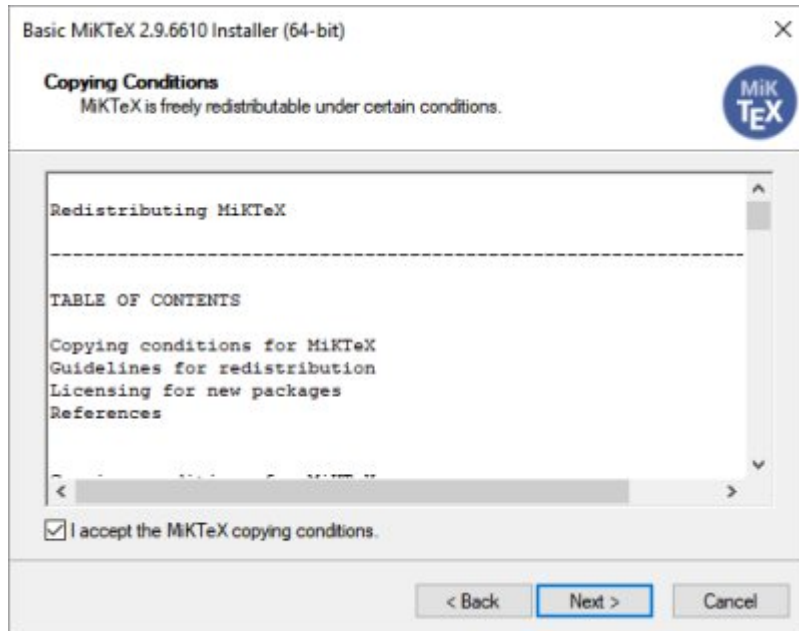 Basic MiKTeX 2.9.6610 Installer (64-bit)
Copying Conditions
MiKTeX is freely redistributable under certain conditions.
MiK
TEX
Redistributing MiKTeX
TABLE OF CONTENTS
Copying conditions for MiKTeX
Guidelines for redistribution
Licensing for new packages
References
I accept the MiKTeX copying conditions.
< Back
Next >
Cancel